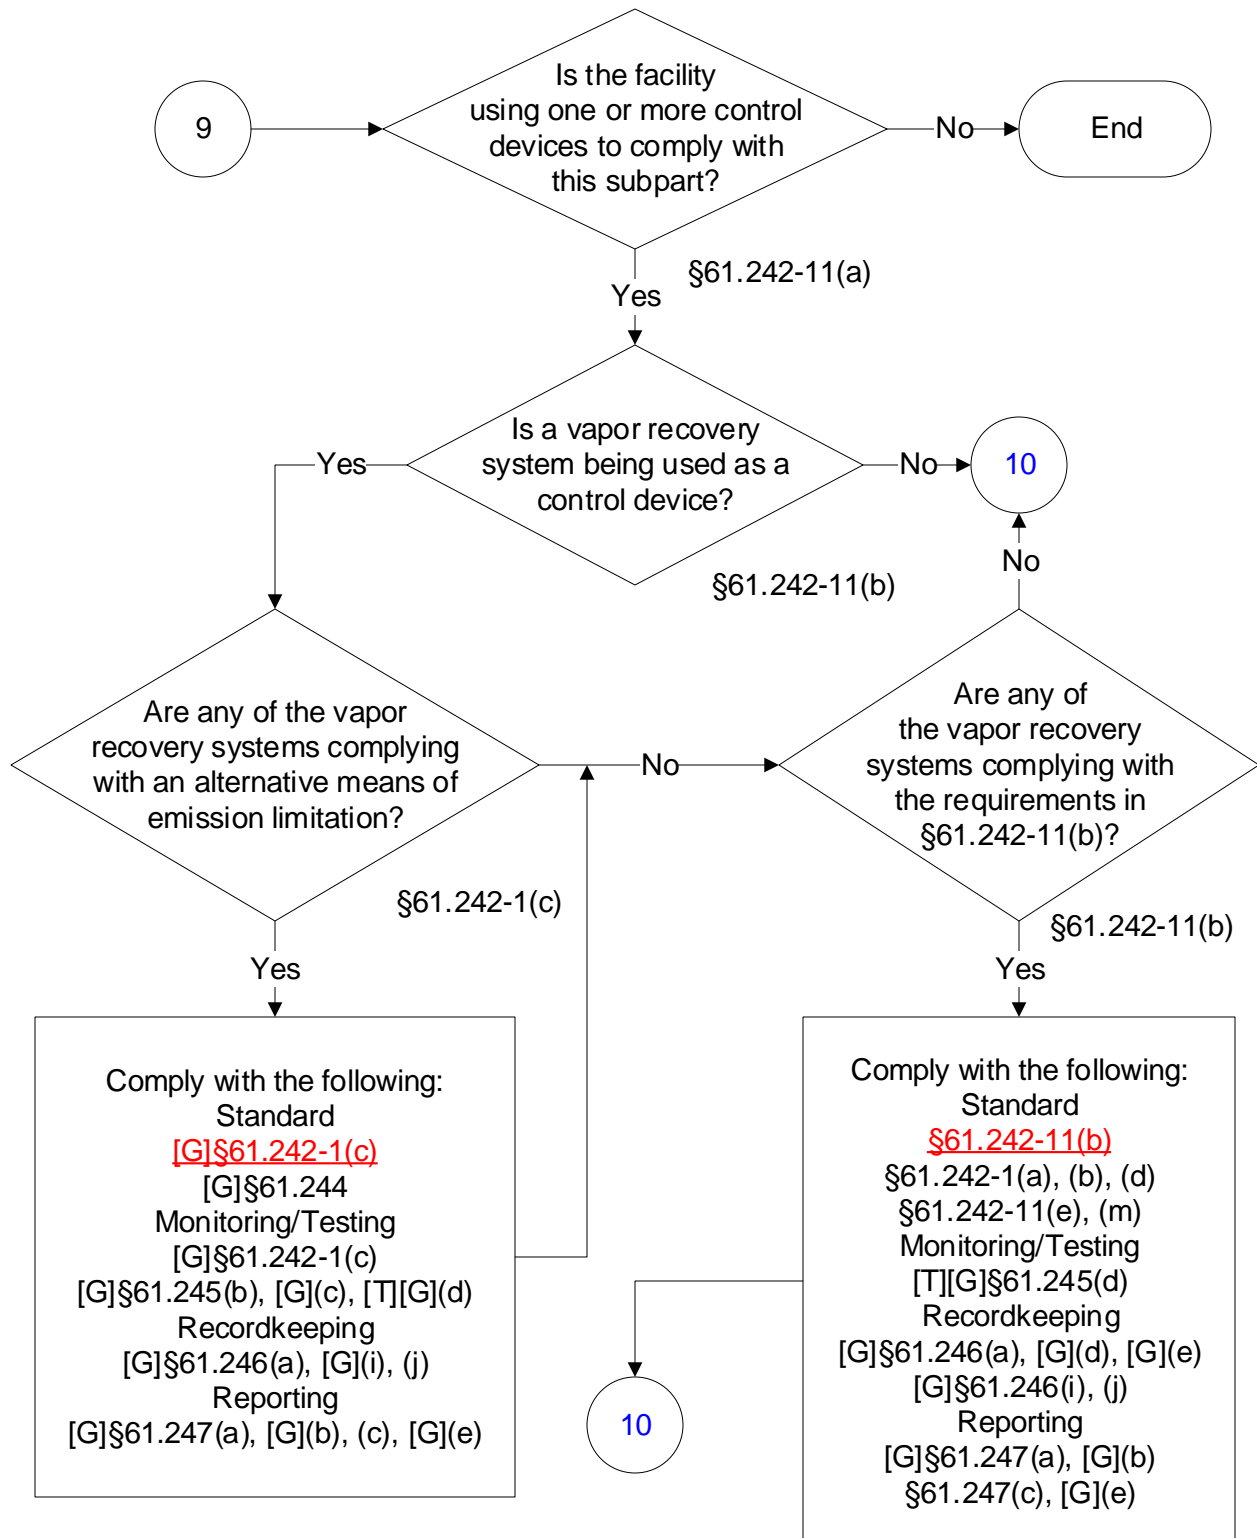 9
Is the facility
using one or more control
devices to comply with
this subpart?
No
End
§61.242-11(a)
Yes
Is a vapor recovery
system being used as a
control device?
Yes
No
10
§61.242-11(b)
No
Are any of the vapor
recovery systems complying
with an alternative means of
emission limitation?
No
Are any of
the vapor recovery
systems complying with
the requirements in
§61.242-11(b)?
§61.242-1(c)
§61.242-11(b)
Yes
Yes
Comply with the following:
Standard
[G]§61.242-1(c)
[G]§61.244
Monitoring/Testing
[G]§61.242-1(c)
[G]§61.245(b), [G](c), [T][G](d)
Recordkeeping
[G]§61.246(a), [G](i), (j)
Reporting
[G]§61.247(a), [G](b), (c), [G](e)
Comply with the following:
Standard
§61.242-11(b)
§61.242-1(a), (b), (d)
§61.242-11(e), (m)
Monitoring/Testing
[T][G]§61.245(d)
Recordkeeping
[G]§61.246(a), [G](d), [G](e)
[G]§61.246(i), (j)
Reporting
[G]§61.247(a), [G](b)
§61.247(c), [G](e)
10